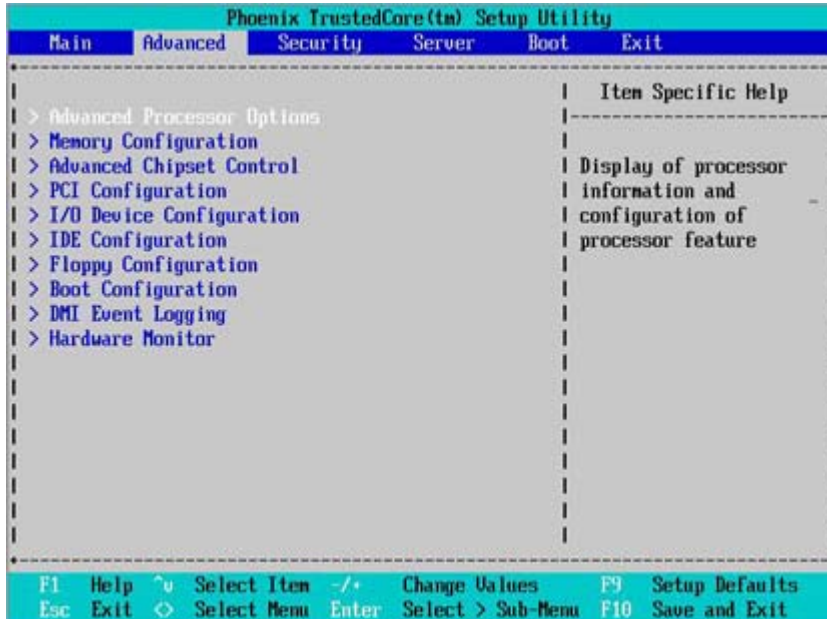 Phoenix TrustedCore(tm) Setup Utility
Main Advanced Security Server Boot Exit
Item Specific Help
> Advanced Processor Options
> Memory Configuration
> Advanced Chipset Control
> PCI Configuration
> I/O Device Configuration
> IDE Configuration
> Floppy Configuration
> Boot Configuration
> DMI Event Logging
> Hardware Monitor
Display of processor
information and
configuration of
processor feature
F1 Help ^v Select Item -/+ Change Values F9 Setup Defaults
Esc Exit <> Select Menu Enter Select > Sub-Menu F10 Save and Exit